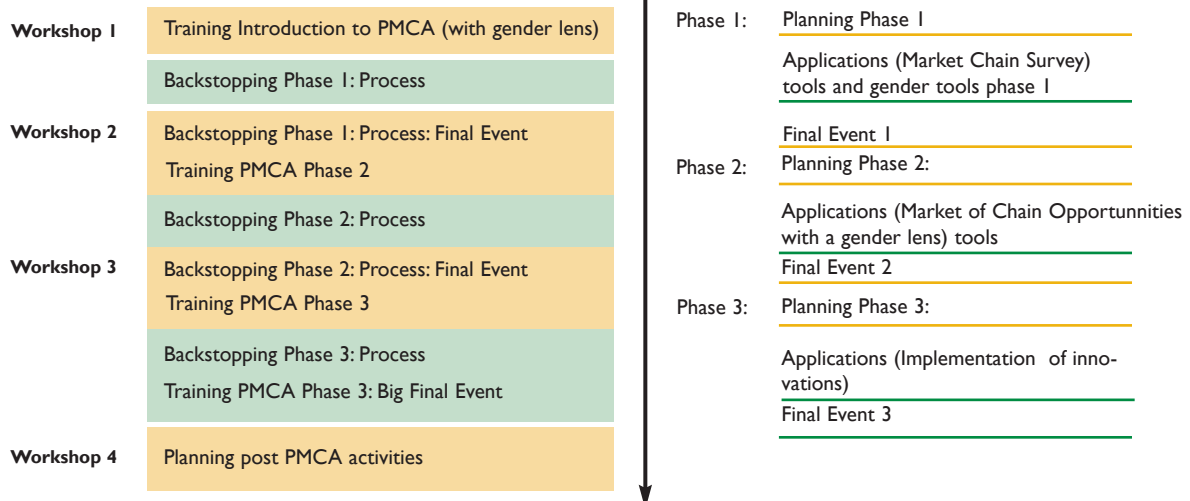 Workshop 1
Training Introduction to PMCA (with gender lens)
Backstopping Phase 1: Process
Workshop 2
Backstopping Phase 1: Process: Final Event
Training PMCA Phase 2
Backstopping Phase 2: Process
Workshop 3
Backstopping Phase 2: Process: Final Event
Training PMCA Phase 3
Backstopping Phase 3: Process
Training PMCA Phase 3: Big Final Event
Workshop 4
Planning post PMCA activities
Phase 1:
Planning Phase 1
Applications (Market Chain Survey)
tools and gender tools phase 1
Final Event 1
Phase 2:
Planning Phase 2:
Applications (Market of Chain Opportunnities
with a gender lens) tools
Final Event 2
Phase 3:
Planning Phase 3:
Applications (Implementation of inno-
vations)
Final Event 3